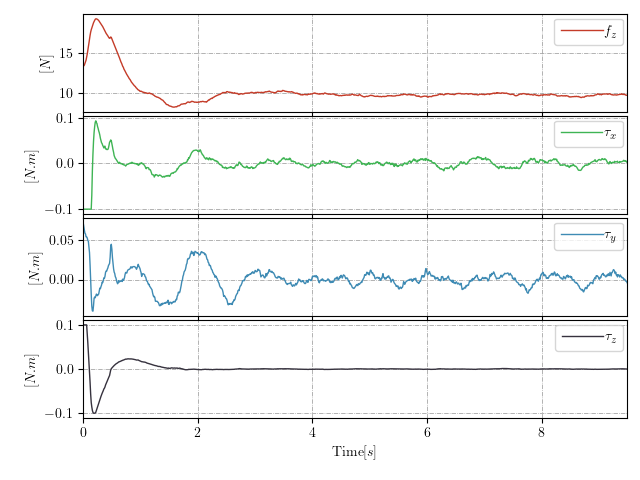 15
10
[N]
f_z
0.1
0.0
−0.1
[N.m]
τ_x
0.05
0.00
[N.m]
τ_y
0.1
0.0
−0.1
[N.m]
τ_z
0 2 4 6 8
Time[s]